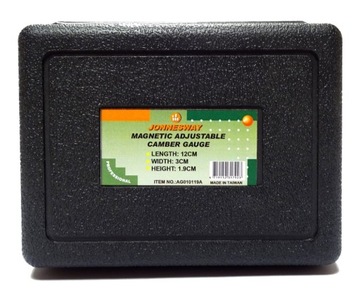 JONNESWAY
MAGNETIC ADJUSTABLE
CAMBER GAUGE
LENGTH: 12CM
WIDTH: 3CM
HEIGHT: 1.9CM
ITEM NO.:AG010119A
MADE IN TAIWAN
PROFESSIONAL